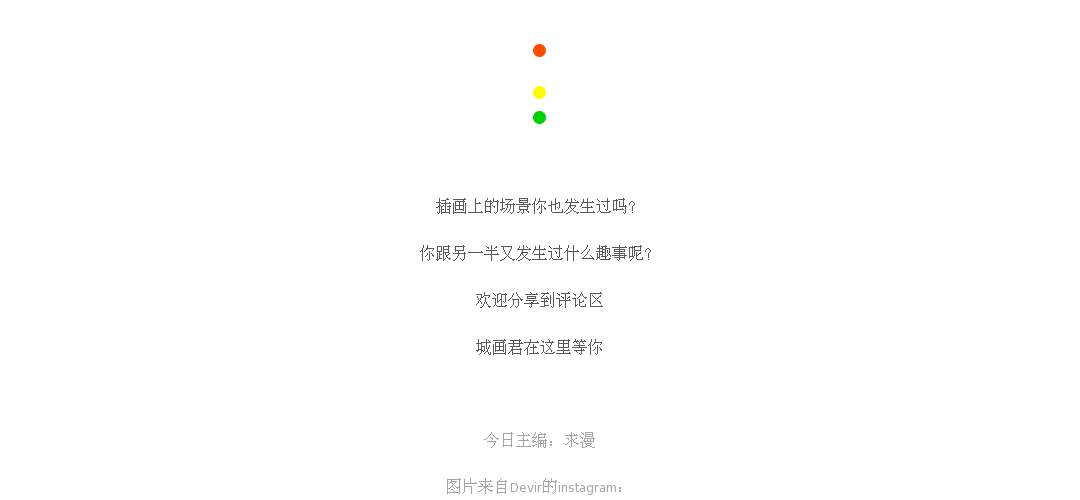 插画上的场景你也发生过吗?
你跟另一半又发生过什么趣事呢?
欢迎分享到评论区
城画君在这里等你
今日主编：求漫
图片来自Devir的instagram：